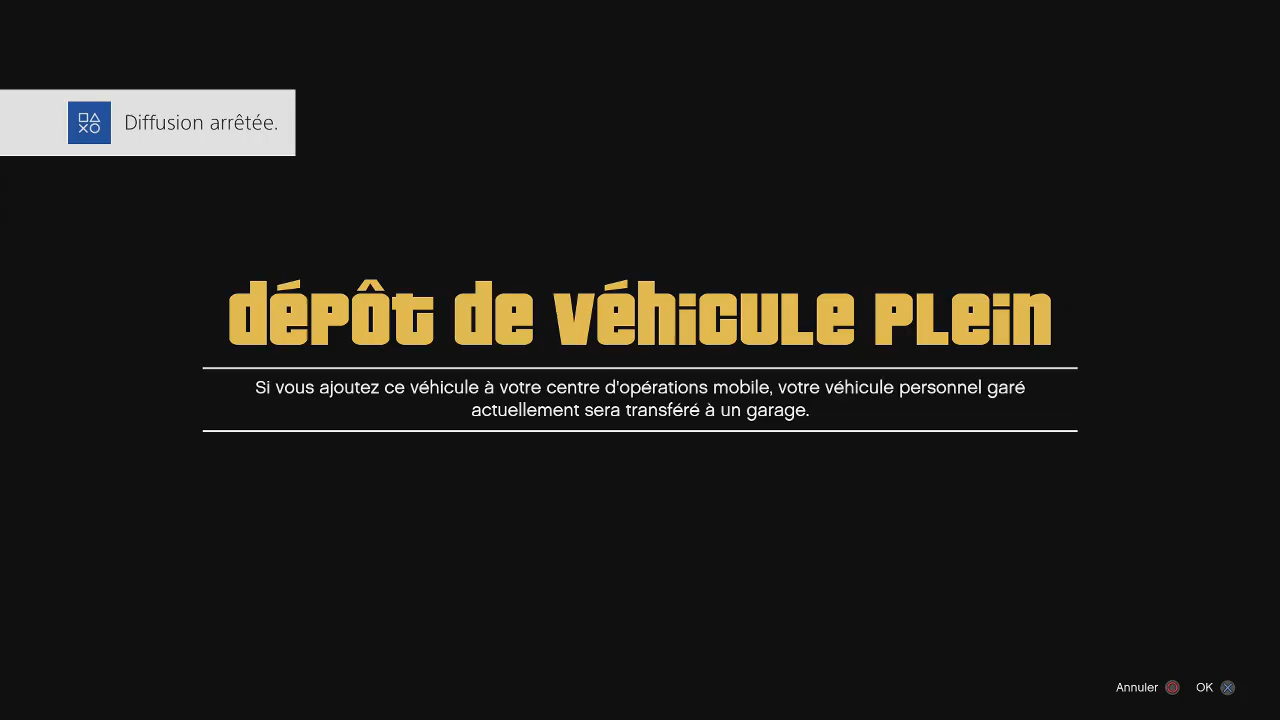 Diffusion arrêtée.
dépôt de véhicule plein
Si vous ajoutez ce véhicule à votre centre d'opérations mobile, votre véhicule personnel garé
actuellement sera transféré à un garage.
Annuler OK